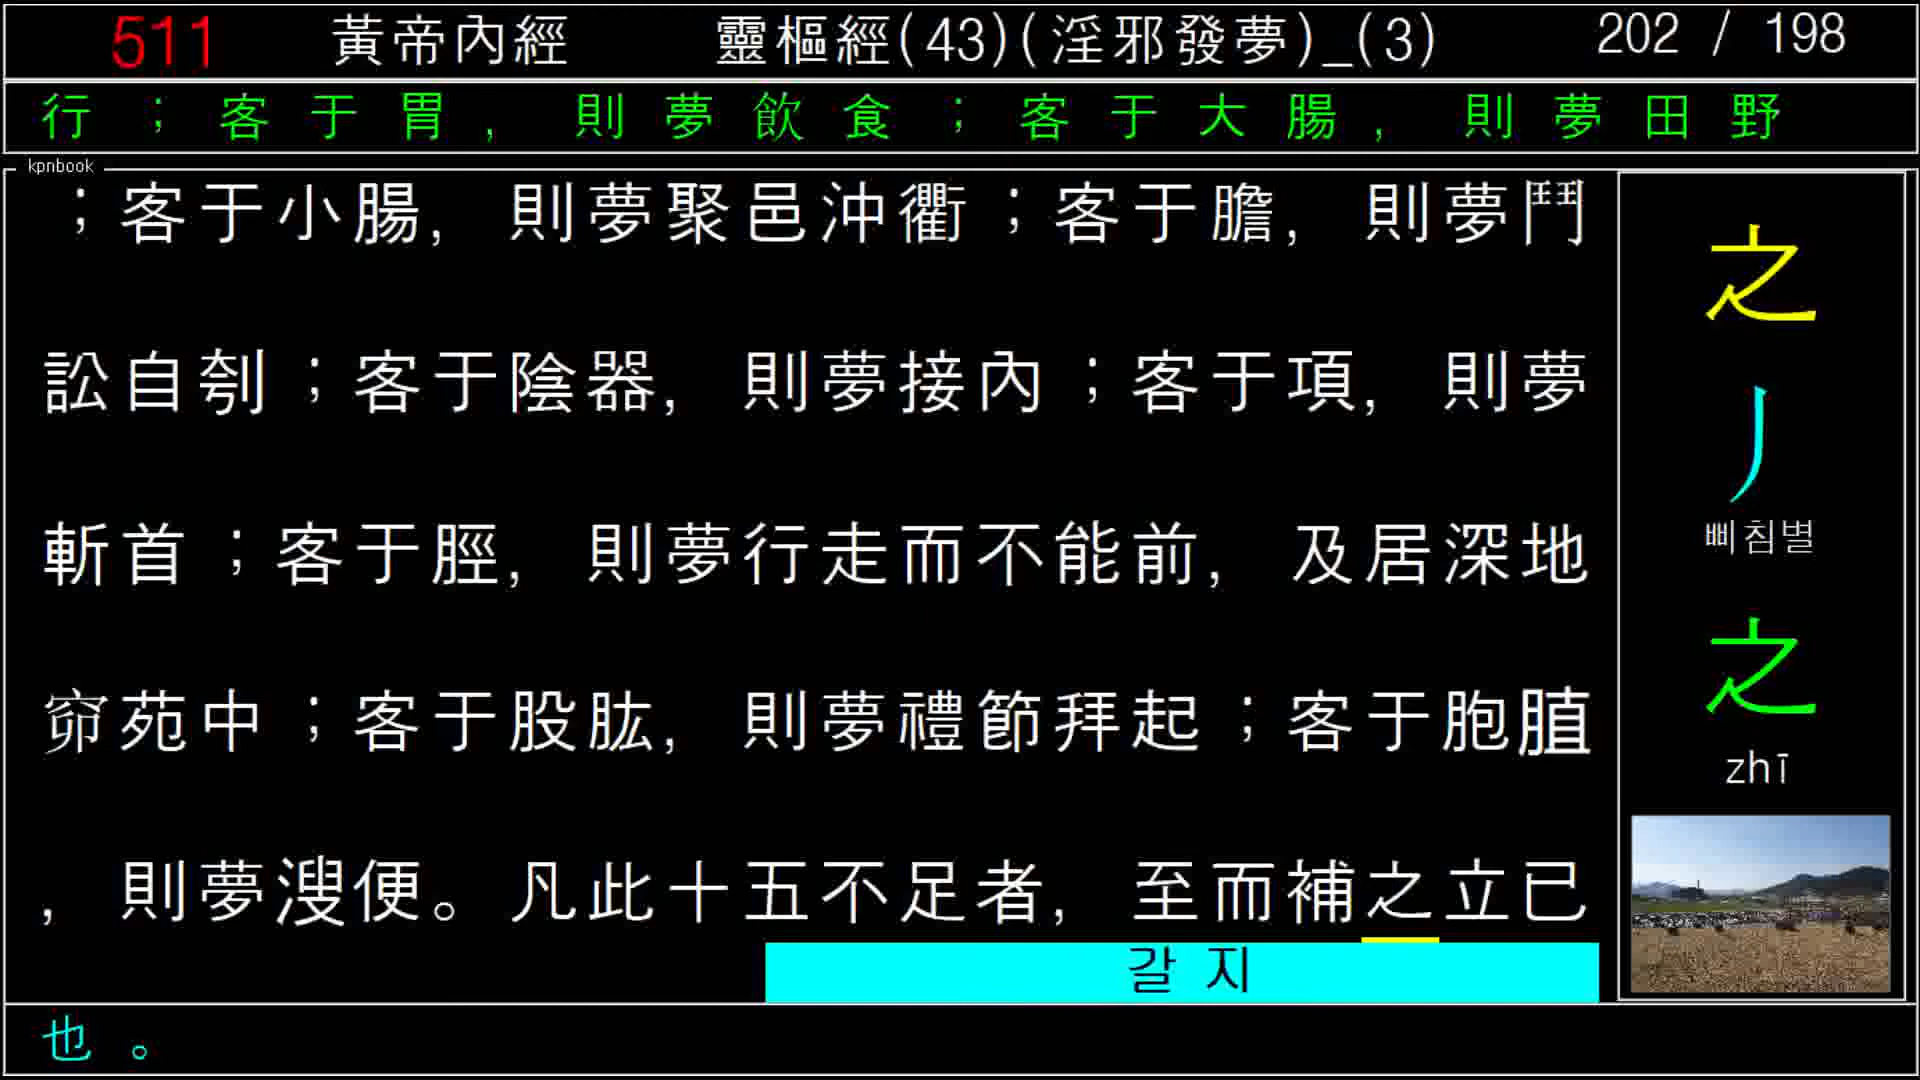 511 黃帝內經 靈樞經(43)(淫邪發夢)_(3) 202 / 198
行；客于胃，則夢飮食；客于大腸，則夢田野
kpnbook
；客于小腸，則夢聚邑沖衢；客于膽，則夢鬥
訟自刳；客于陰器，則夢接內；客于項，則夢
斬首；客于脛，則夢行走而不能前，及居深地
窌苑中；客于股肱，則夢禮節拜起；客于胞䐈
，則夢溲便。凡此十五不足者，至而補之立已
갈 지
也。
之
丿
삐침별
之
zhī